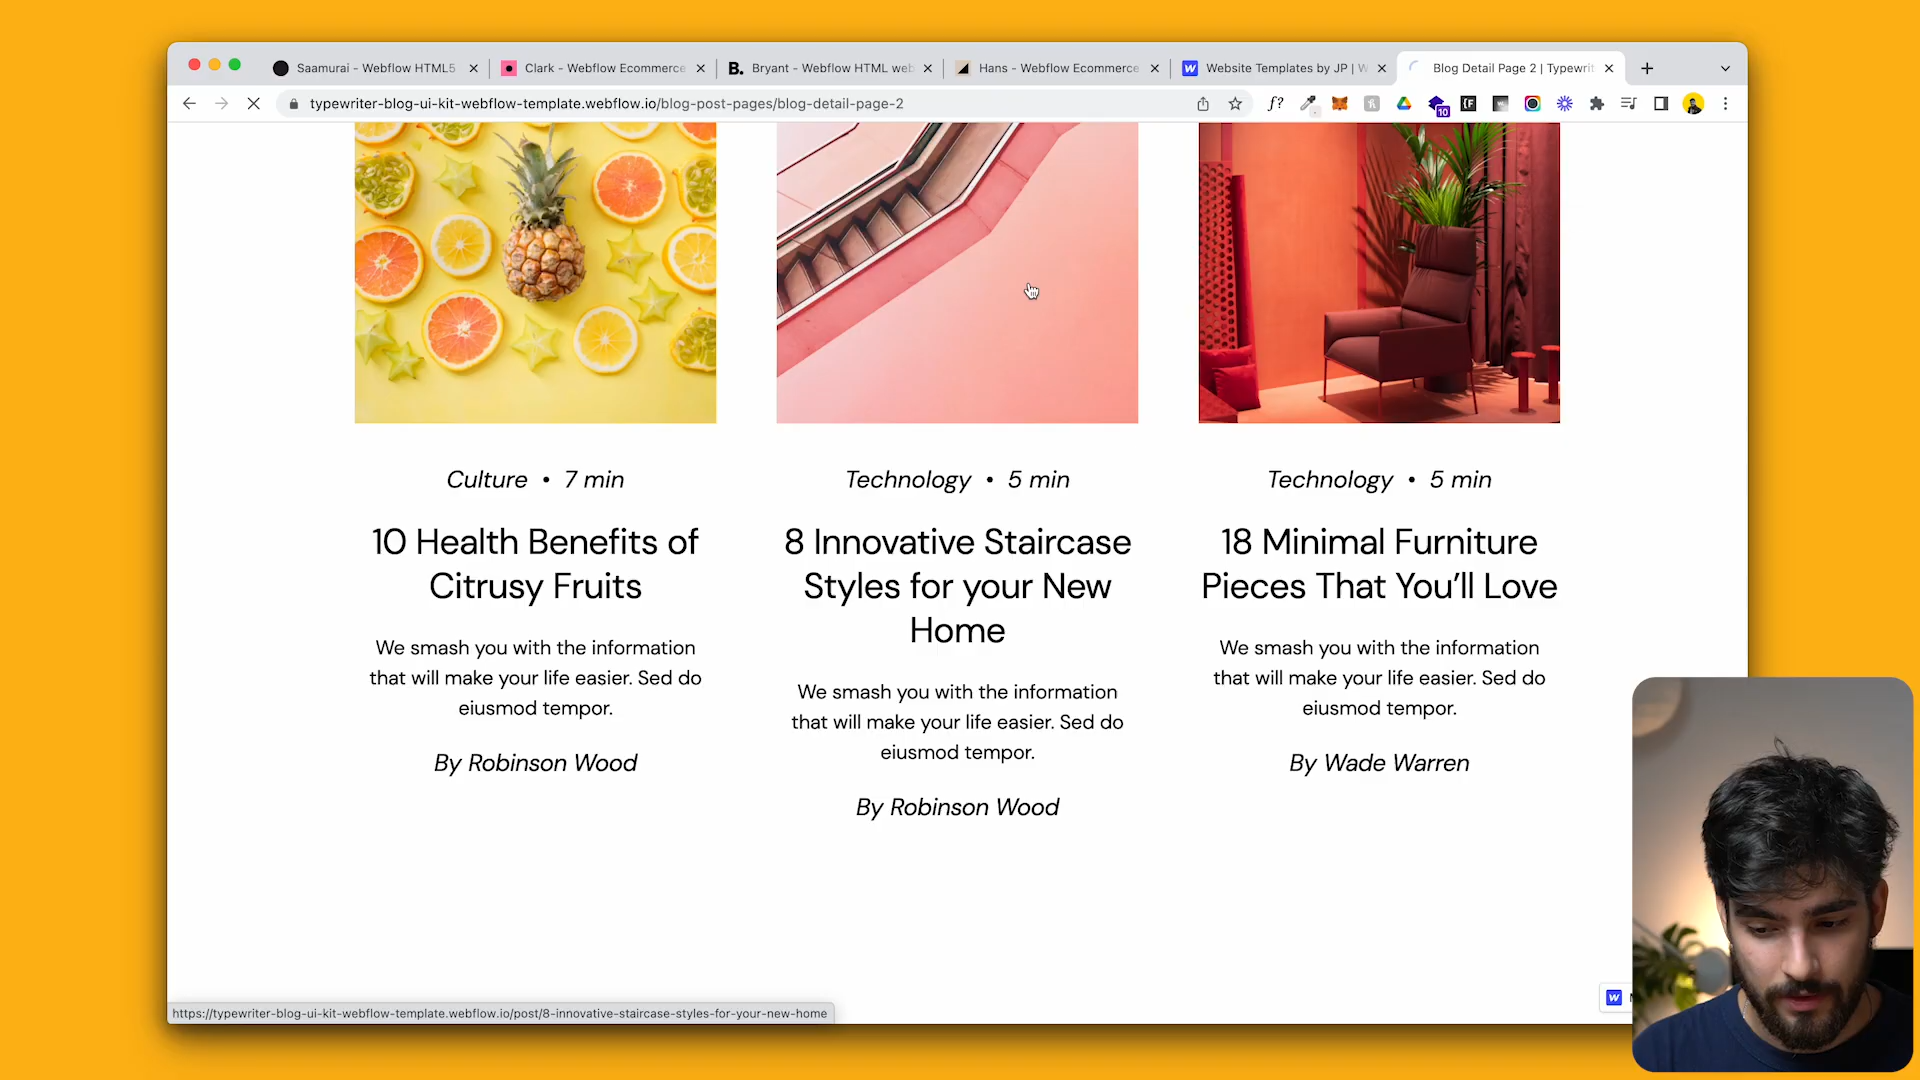 Saamurai - Webflow HTML5
Clark - Webflow Ecommerce
B. Bryant - Webflow HTML web
Hans - Webflow Ecommerce
Website Templates by JP | W
Blog Detail Page 2 | Typewrit
typewriter-blog-ui-kit-webflow-template.webflow.io/blog-post-pages/blog-detail-page-2
f?
10
Culture • 7 min
Technology • 5 min
Technology • 5 min
10 Health Benefits of
Citrusy Fruits
8 Innovative Staircase
Styles for your New
Home
18 Minimal Furniture
Pieces That You’ll Love
We smash you with the information
that will make your life easier. Sed do
eiusmod tempor.
We smash you with the information
that will make your life easier. Sed do
eiusmod tempor.
We smash you with the information
that will make your life easier. Sed do
eiusmod tempor.
By Robinson Wood
By Robinson Wood
By Wade Warren
https://typewriter-blog-ui-kit-webflow-template.webflow.io/post/8-innovative-staircase-styles-for-your-new-home